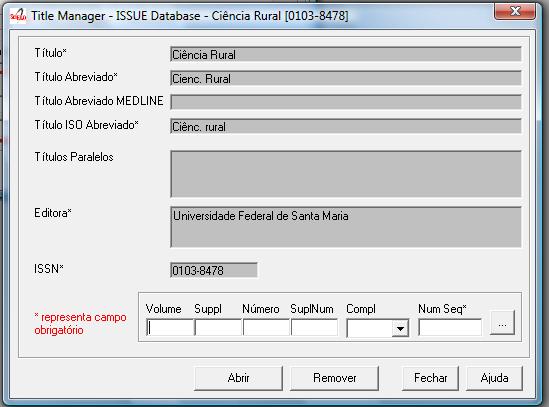 Title Manager - ISSUE Database - Ciência Rural [0103-8478]
Título* Ciência Rural
Título Abreviado* Cienc. Rural
Título Abreviado MEDLINE
Título ISO Abreviado* Ciênc. rural
Títulos Paralelos
Editora* Universidade Federal de Santa Maria
ISSN* 0103-8478
* representa campo
obrigatório
Volume Suppl Número SuplNum Compl Num Seq*
...
Abrir Remover Fechar Ajuda